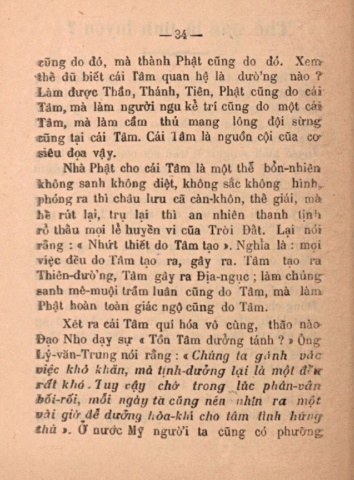 — 34 —
cũng do đó, mà thành Phật cũng do đó. Xem
thế đủ biết cái Tâm quan hệ là dường nào ?
Làm được Thần, Thánh, Tiên, Phật cũng do cái
Tâm, mà làm người ngu kế trí cũng do một cái
Tâm, mà làm cầm thủ mang lông đội sừng
cũng tại cái Tâm. Cái Tâm là nguồn cội của cơ
siêu đọa vậy.
Nhà Phật cho cái Tâm là một thể bổn-nhiên
không sanh không diệt, không sắc không hình,
phóng ra thì châu lưu cả càn-khôn, thế giải, mà
hễ rút lại, trụ lại thì an nhiên thanh tịnh
rõ thấu mọi lẽ huyền vi của Trời Đất. Lại nói
rằng : « Nhứt thiết do Tâm tạo ». Nghĩa là : mọi
việc đều do Tâm tạo ra, gây ra. Tâm tạo ra
Thiên-đường, Tâm gây ra Địa-ngục ; làm chúng
sanh mê-muội trầm luân cũng do Tâm, mà làm
Phật hoàn toàn giác ngộ cũng do Tâm.
Xét ra cái Tâm quí hóa vô cùng, thảo nào
Đạo Nho dạy sự « Tồn Tâm dưỡng tánh ? » Ông
Lý-văn-Trung nói rằng : « Chúng ta gánh vác
việc khó khăn, mà tịnh-dưỡng lại là một điều
rất khó. Tuy cậy chớ trong lúc phân-vân
bối-rối, mỗi ngày ta cũng nên nhín ra một
vài giờ để dưỡng hòa-khí cho tâm tình hứng
thú ». Ở nước Mỹ người ta cũng có phương